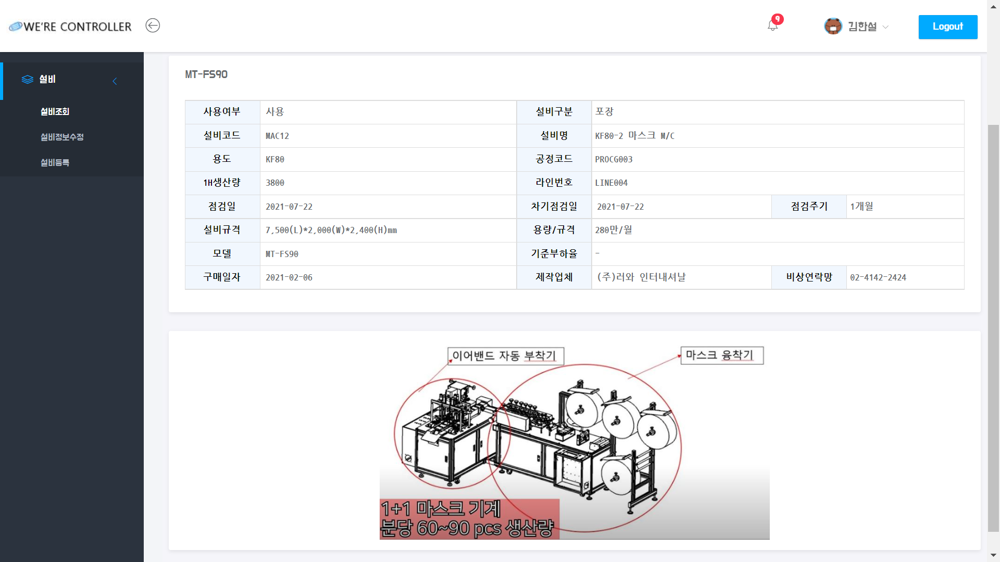 WE'RE CONTROLLER
9
김한설
Logout
설비
설비조회
설비정보수정
설비등록
MT-FS90
사용여부 사용 설비구분 포장
설비코드 MAC12 설비명 KF80-2 마스크 M/C
용도 KF80 공정코드 PROCG003
1H생산량 3800 라인번호 LINE004
점검일 2021-07-22 차기점검일 2021-07-22 점검주기 1개월
설비규격 7,500(L)*2,000(W)*2,400(H)mm 용량/규격 280만/월
모델 MT-FS90 기준부하율 -
구매일자 2021-02-06 제작업체 (주)러와 인터내셔날 비상연락망 02-4142-2424
이어밴드 자동 부착기
마스크 융착기
1+1 마스크 기계
분당 60~90 pcs 생산량